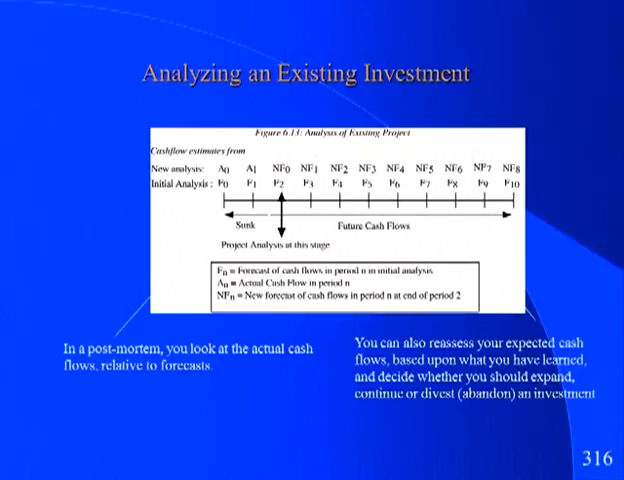 Analyzing an Existing Investment
Figure 6.13: Analysis of Existing Project
Cashflow estimates from
New analysis: A0 A1 NF0 NF1 NF2 NF3 NF4 NF5 NF6 NF7 NF8
Initial Analysis : F0 F1 F2 F3 F4 F5 F6 F7 F8 F9 F10
Sunk Future Cash Flows
Project Analysis at this stage
Fn = Forecast of cash flows in period n in initial analysis
An = Actual Cash Flow in period n
NFn = New forecast of cash flows in period n at end of period 2
In a post-mortem, you look at the actual cash
flows, relative to forecasts.
You can also reassess your expected cash
flows, based upon what you have learned,
and decide whether you should expand,
continue or divest (abandon) an investment
316